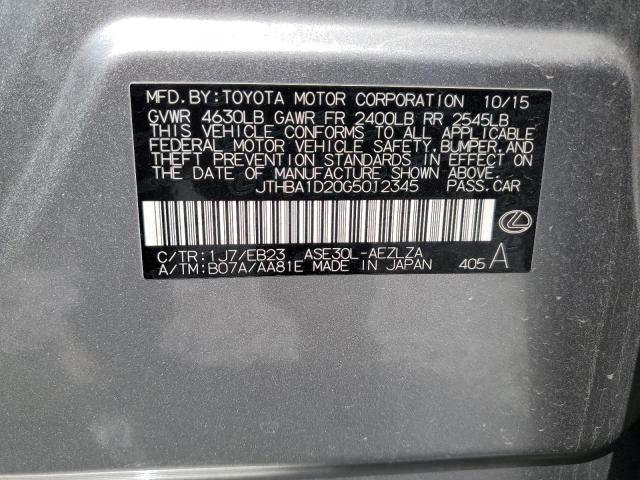 MFD.BY:TOYOTA MOTOR CORPORATION 10/15
GVWR 4630LB GAWR FR 2400LB RR 2545LB
THIS VEHICLE CONFORMS TO ALL APPLICABLE
FEDERAL MOTOR VEHICLE SAFETY,BUMPER,AND
THEFT PREVENTION STANDARDS IN EFFECT ON
THE DATE OF MANUFACTURE SHOWN ABOVE.
JTHBA1D20G5012345 PASS.CAR
C/TR:1J7/EB23 ASE30L-AEZLZA
A/TM:B07A/AA81E MADE IN JAPAN 405 A